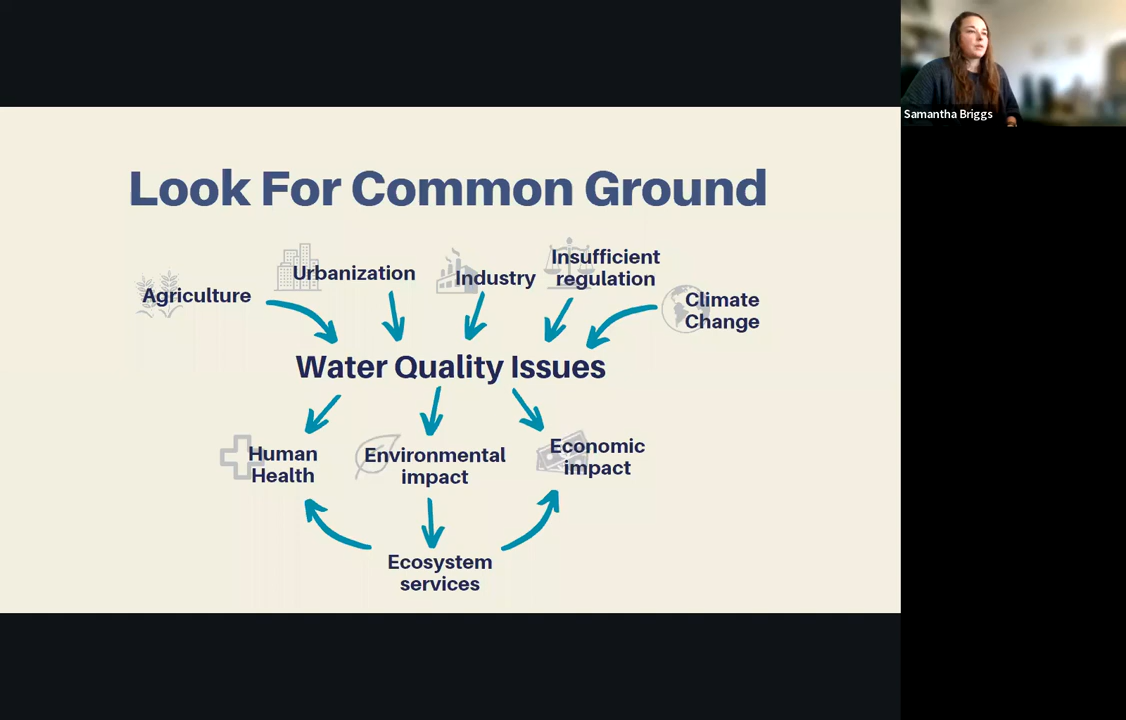 Samantha Briggs
Look For Common Ground
Agriculture
Urbanization
Industry
Insufficient
regulation
Climate
Change
Water Quality Issues
Human
Health
Environmental
impact
Economic
impact
Ecosystem
services